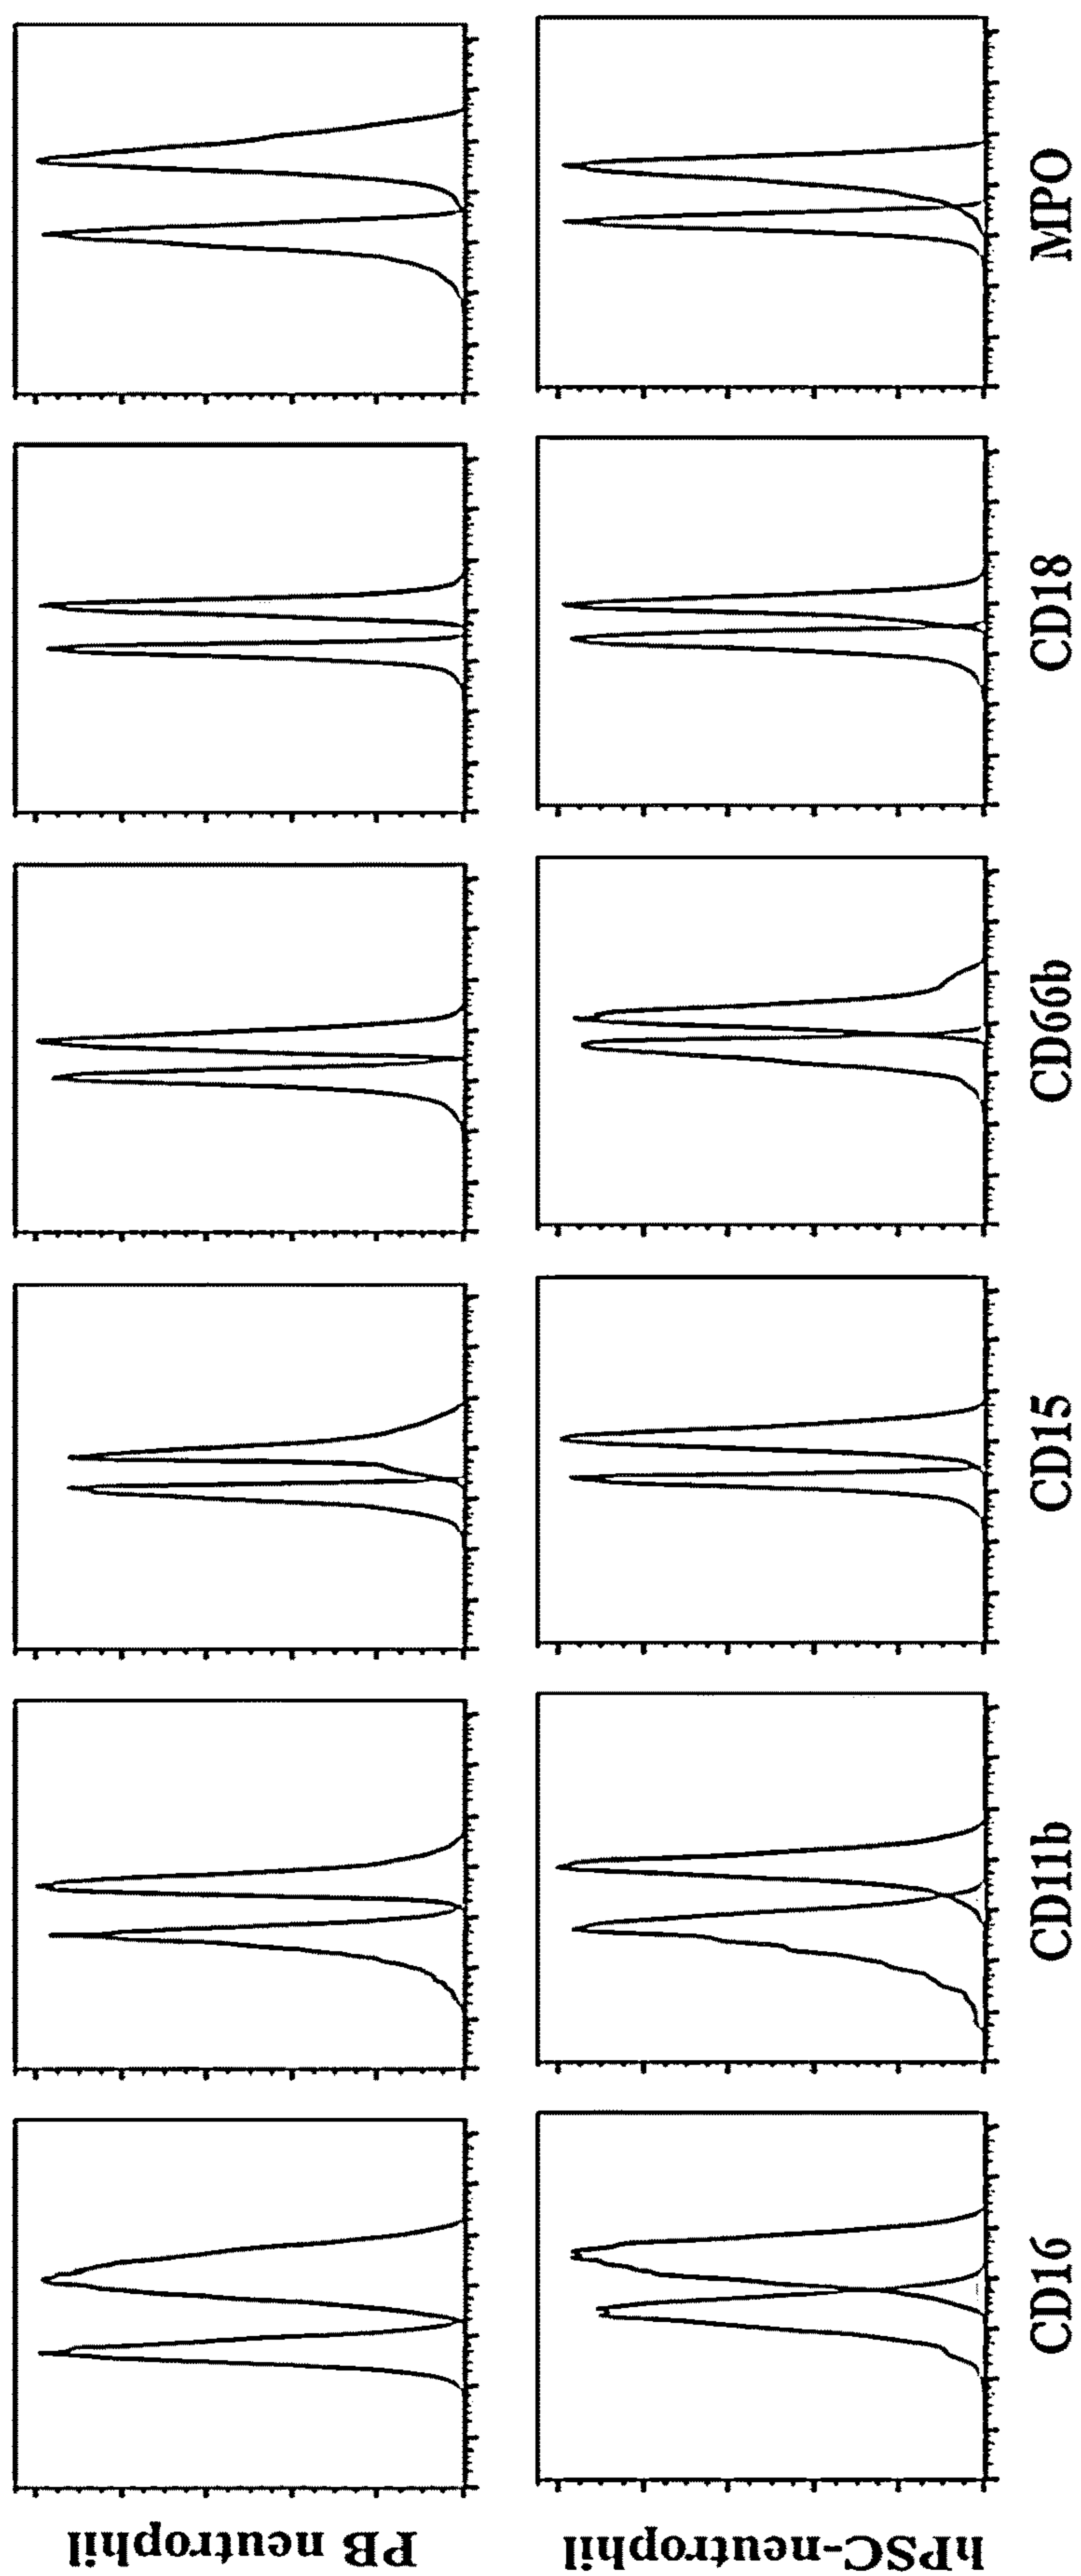 PB neutrophil
hPSC-neutrophil
CD16
CD11b
CD15
CD66b
CD18
MPO